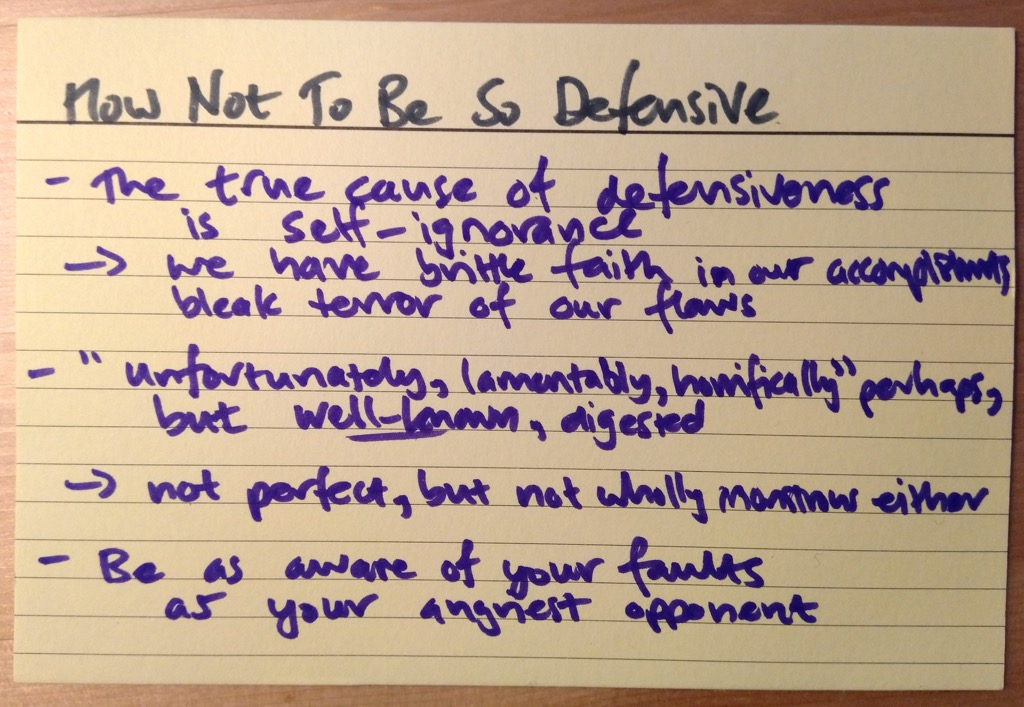 How Not To Be So Defensive
- The true cause of defensiveness
is self-ignorance
→ we have brittle faith in our accomplishments,
bleak terror of our flaws
- "unfortunately, lamentably, horrifically" perhaps,
but well-known, digested
→ not perfect, but not wholly monstrous either
- Be as aware of your faults
as your angriest opponent